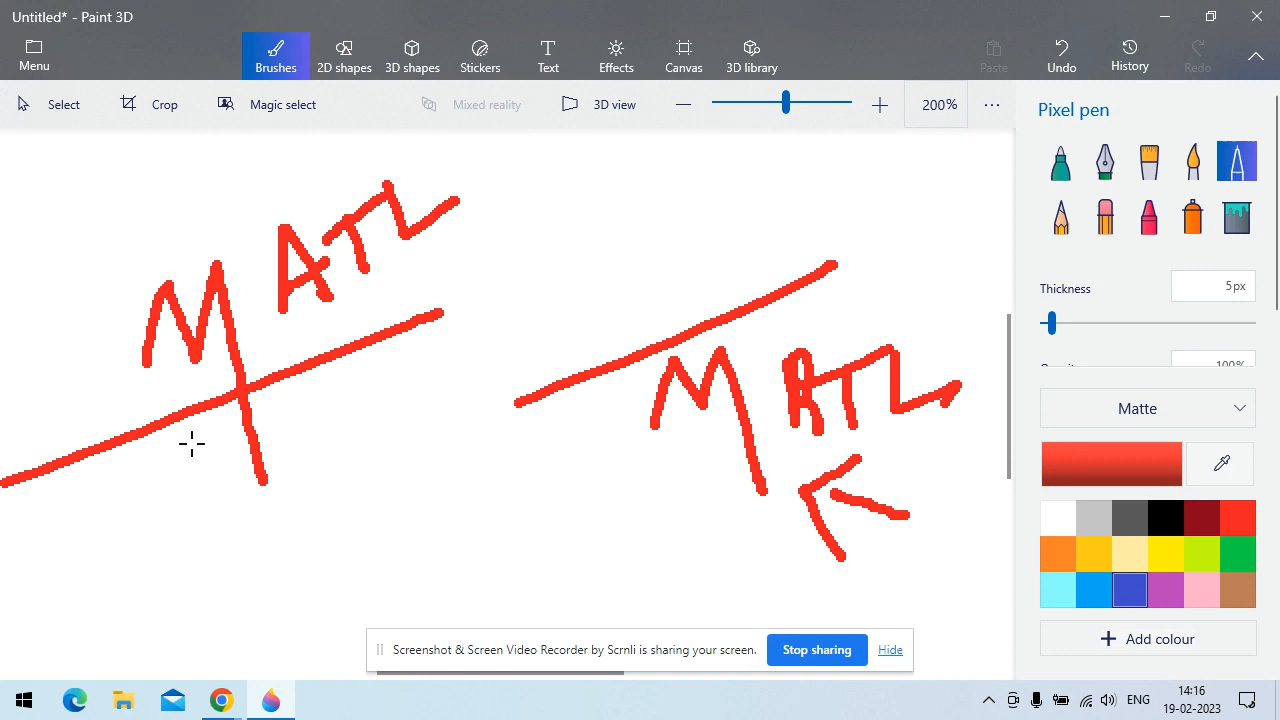 Untitled* - Paint 3D
Menu
Brushes
2D shapes
3D shapes
Stickers
Text
Effects
Canvas
3D library
Paste
Undo
History
Redo
Select
Crop
Magic select
Mixed reality
3D view
200%
Pixel pen
Thickness
5px
Matte
Add colour
Screenshot & Screen Video Recorder by Scrnli is sharing your screen.
Stop sharing
Hide
ENG
14:16
19-02-2023